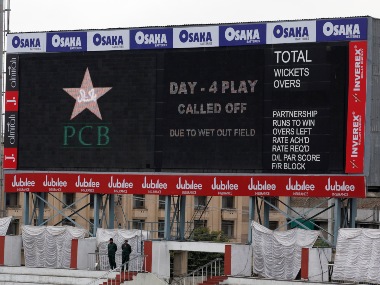 OSAKA OSAKA OSAKA OSAKA OSAKA OSAKA OSAKA OSAKA
PCB
DAY - 4 PLAY
CALLED OFF
DUE TO WET OUT FIELD
TOTAL
WICKETS
OVERS
PARTNERSHIP
RUNS TO WIN
OVERS LEFT
RATE ACH'D
RATE REQ'D
D/L PAR SCORE
F/R BLOCK
INVEREX
INVEREX
Jubilee Jubilee Jubilee Jubilee Jubilee Jubilee Jubilee Jubilee Jubilee Jubilee